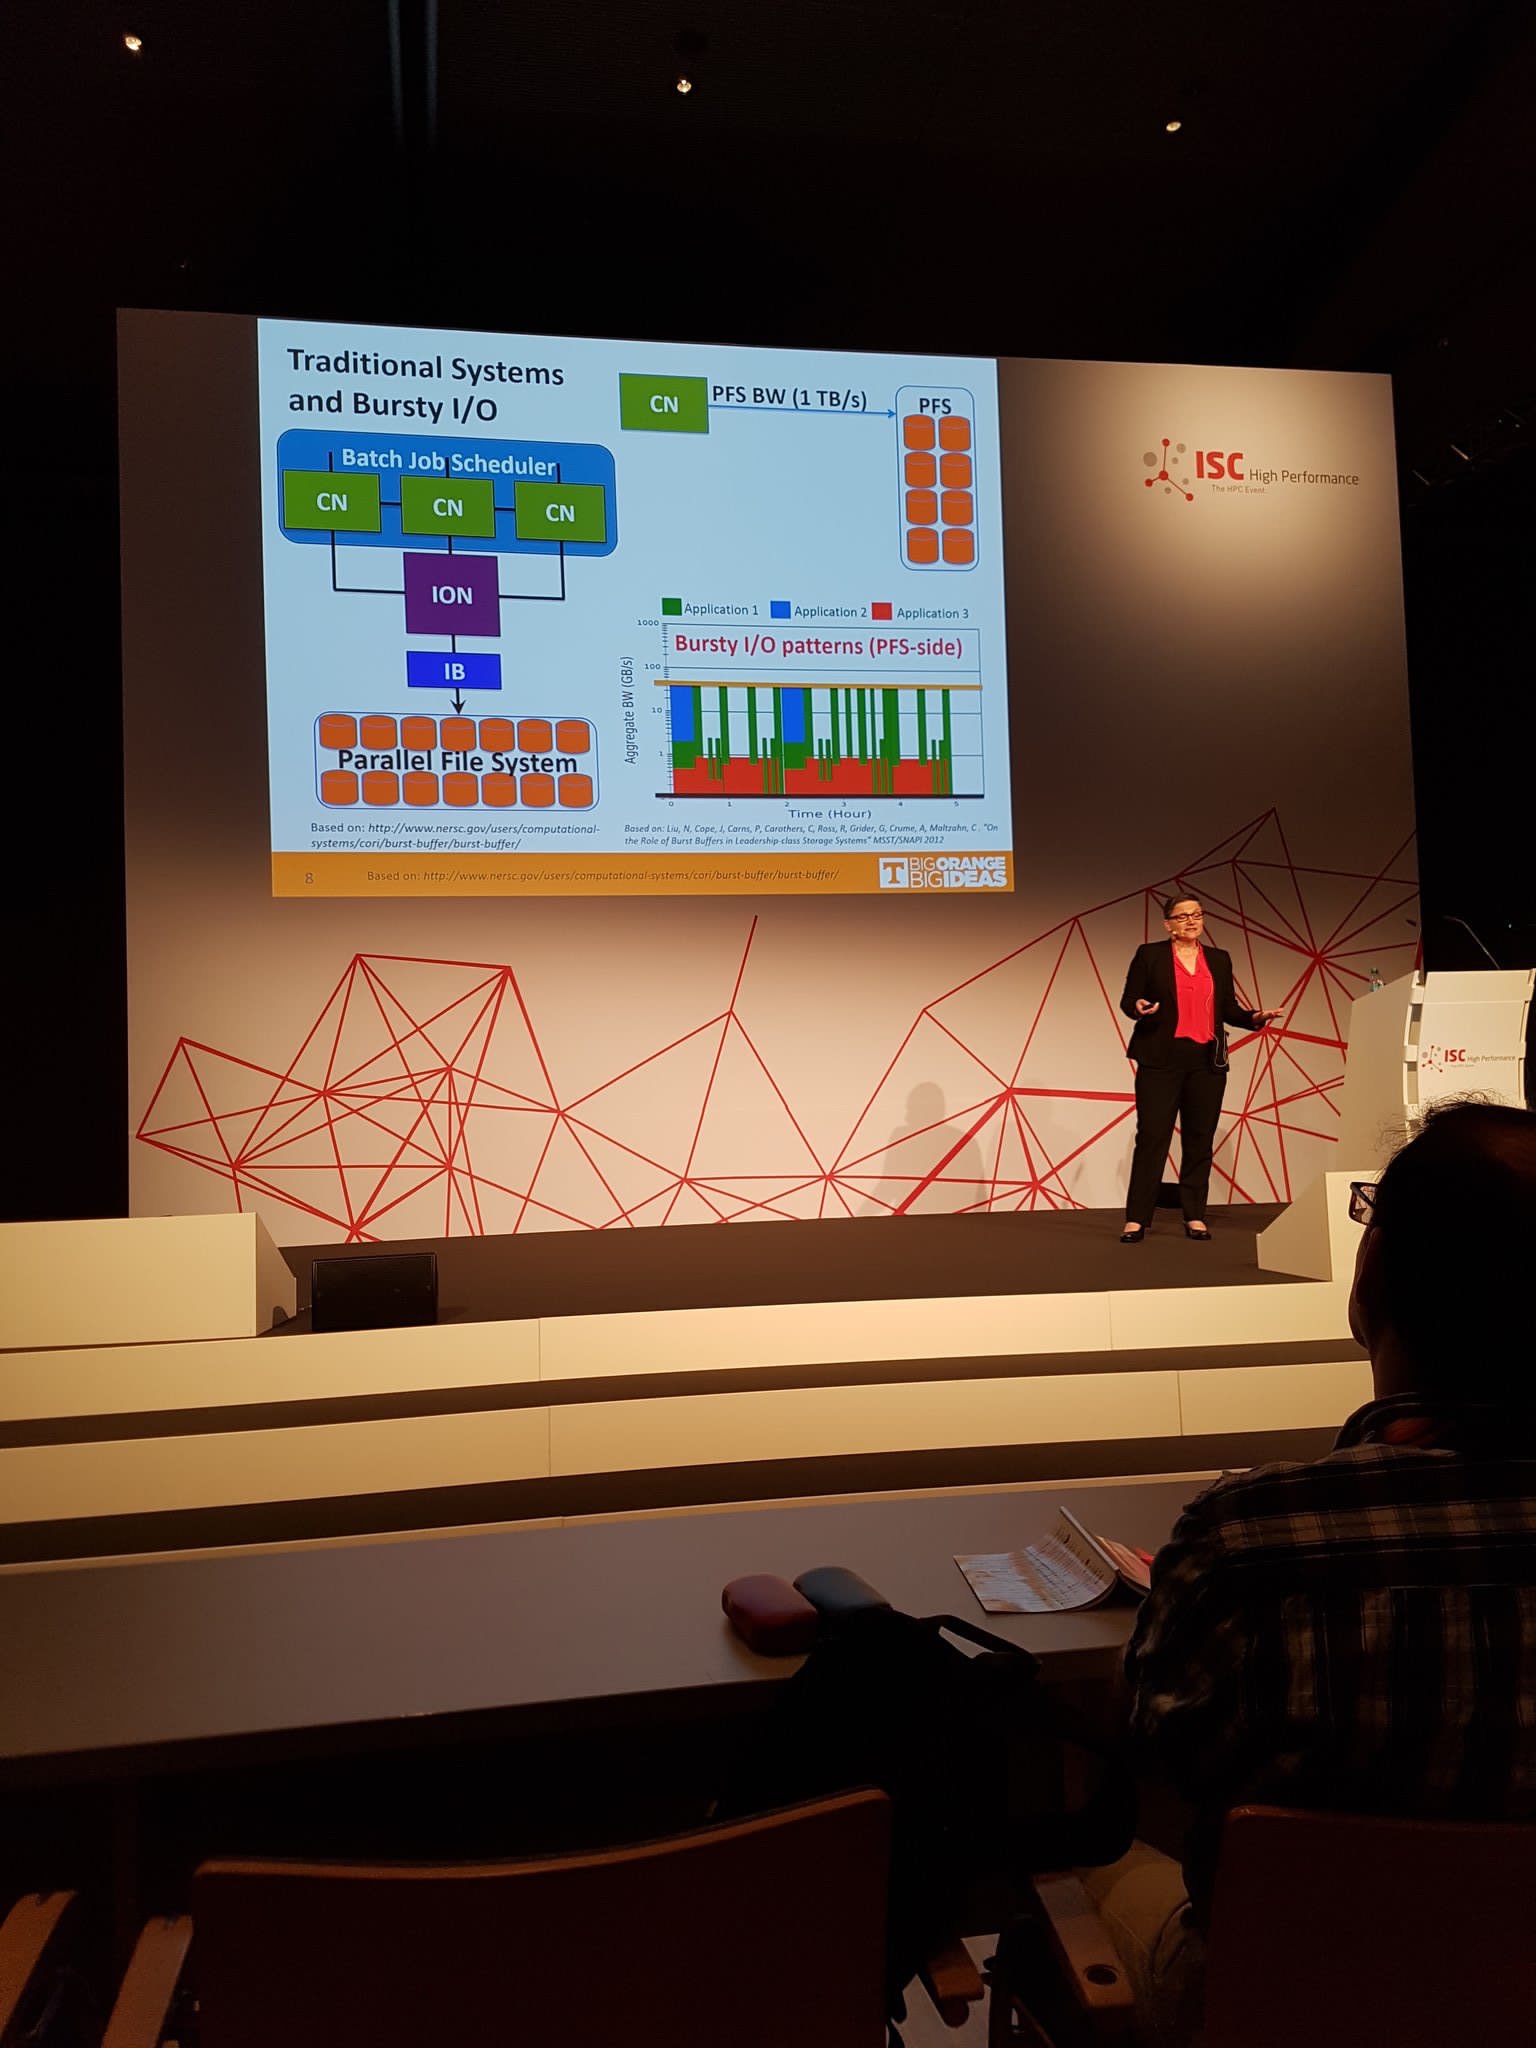 Traditional Systems
and Bursty I/O
CN
PFS BW (1 TB/s)
PFS
Batch Job Scheduler
CN
CN
CN
ION
IB
Parallel File System
Based on: http://www.nersc.gov/users/computational-
systems/cori/burst-buffer/burst-buffer/
Application 1
Application 2
Application 3
Bursty I/O patterns (PFS-side)
Aggregate BW (GB/s)
1000
100
10
1
0 1 2 3 4 5
Time (Hour)
Based on: Liu, N, Cope, J, Carns, P, Carothers, C, Ross, R, Grider, G, Crume, A, Maltzahn, C . "On
the Role of Burst Buffers in Leadership-class Storage Systems" MSST/SNAPI 2012
8
Based on: http://www.nersc.gov/users/computational-systems/cori/burst-buffer/burst-buffer/
T BIG ORANGE
BIG IDEAS
ISC High Performance
The HPC Event.
ISC High Performance